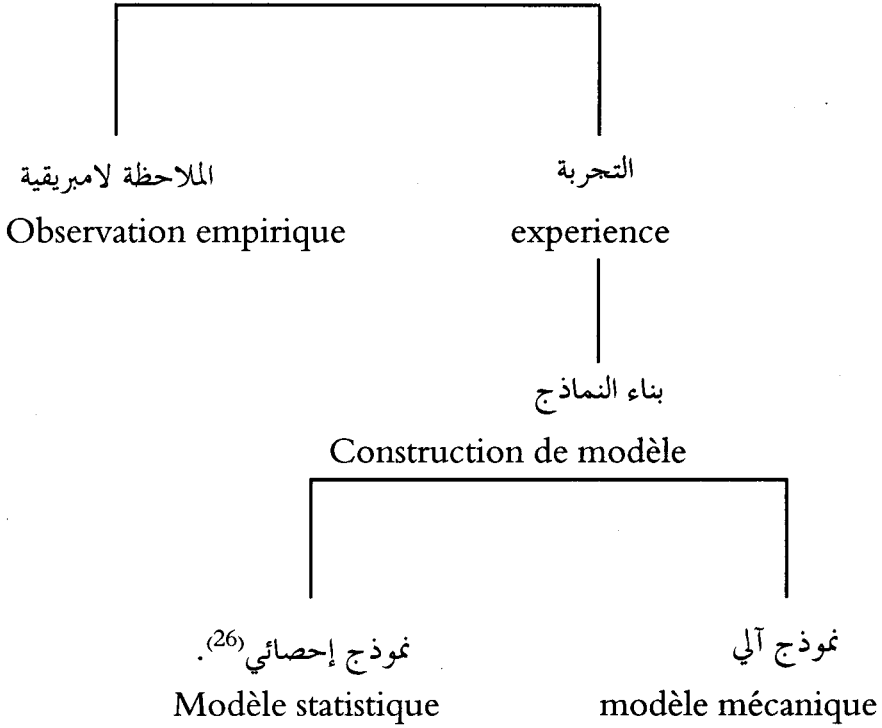 الملاحظة لامبريقية
Observation empirique
التجربة
experience
بناء النماذج
Construction de modèle
نموذج إحصائي(26).
Modèle statistique
نموذج آلي
modèle mécanique